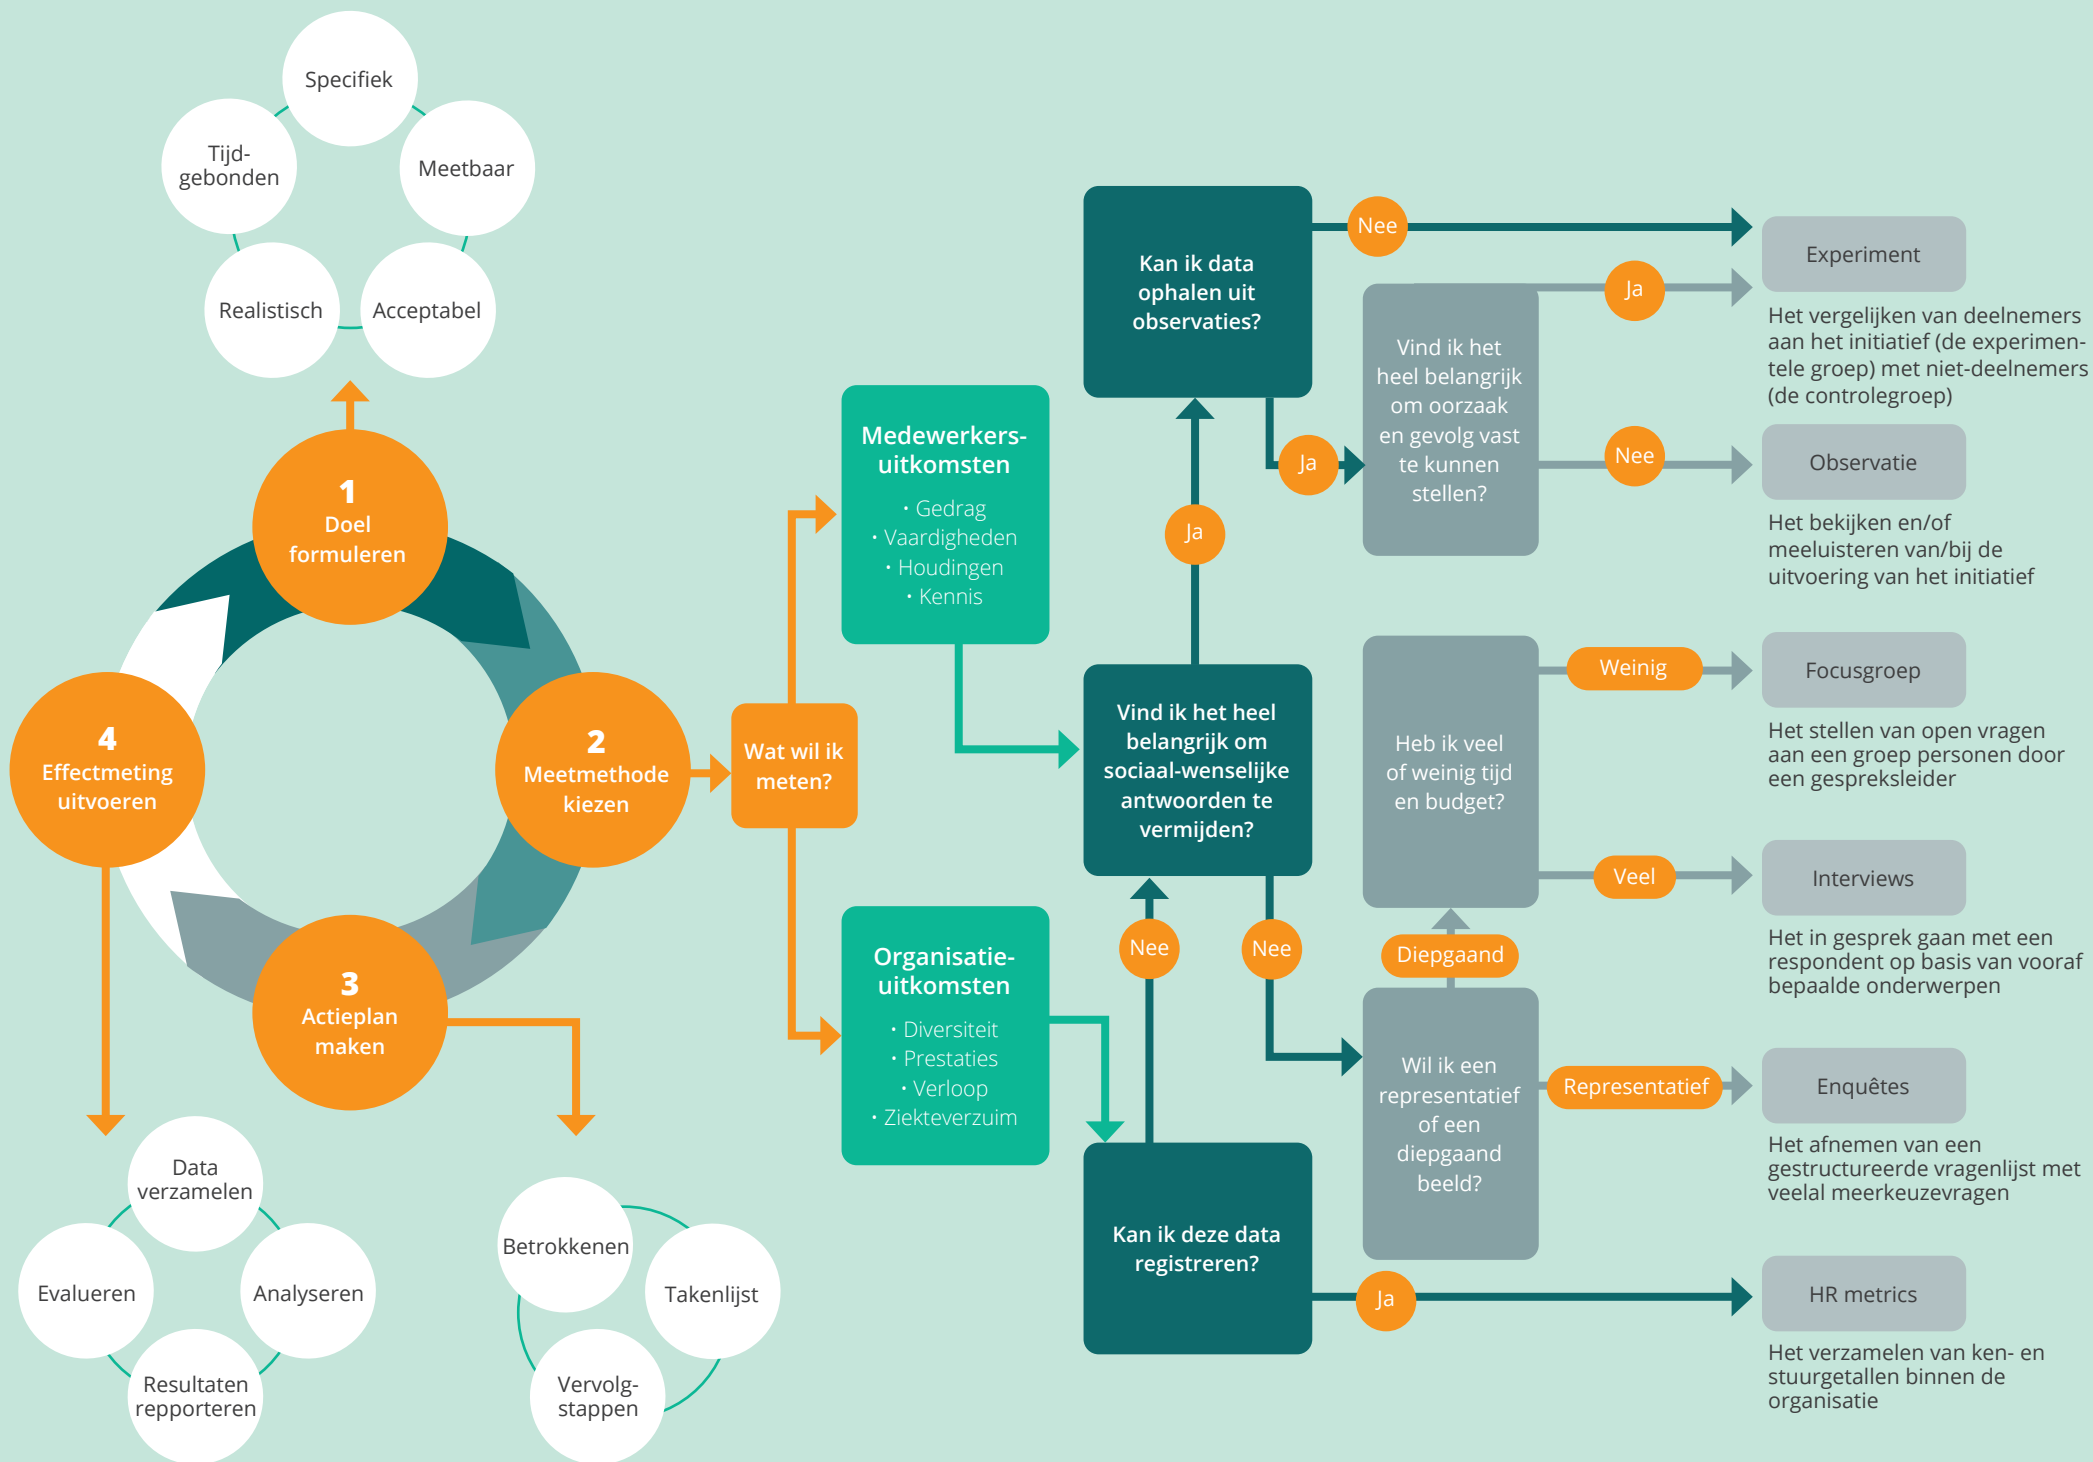 Specifiek
Tijd-
gebonden
Meetbaar
Realistisch
Acceptabel
1
Doel
formuleren
2
Meetmethode
kiezen
3
Actieplan
maken
4
Effectmeting
uitvoeren
Data
verzamelen
Evalueren
Analyseren
Resultaten
repporteren
Betrokkenen
Takenlijst
Vervolg-
stappen
Wat wil ik
meten?
Medewerkers-
uitkomsten
• Gedrag
• Vaardigheden
• Houdingen
• Kennis
Organisatie-
uitkomsten
• Diversiteit
• Prestaties
• Verloop
• Ziekteverzuim
Kan ik data
ophalen uit
observaties?
Nee
Ja
Ja
Vind ik het heel
belangrijk om
sociaal-wenselijke
antwoorden te
vermijden?
Nee
Nee
Kan ik deze data
registreren?
Ja
Vind ik het
heel belangrijk
om oorzaak
en gevolg vast
te kunnen
stellen?
Ja
Nee
Heb ik veel
of weinig tijd
en budget?
Weinig
Veel
Diepgaand
Wil ik een
representatief
of een
diepgaand
beeld?
Representatief
Experiment
Het vergelijken van deelnemers
aan het initiatief (de experimen-
tele groep) met niet-deelnemers
(de controlegroep)
Observatie
Het bekijken en/of
meeluisteren van/bij de
uitvoering van het initiatief
Focusgroep
Het stellen van open vragen
aan een groep personen door
een gespreksleider
Interviews
Het in gesprek gaan met een
respondent op basis van vooraf
bepaalde onderwerpen
Enquêtes
Het afnemen van een
gestructureerde vragenlijst met
veelal meerkeuzevragen
HR metrics
Het verzamelen van ken- en
stuurgetallen binnen de
organisatie